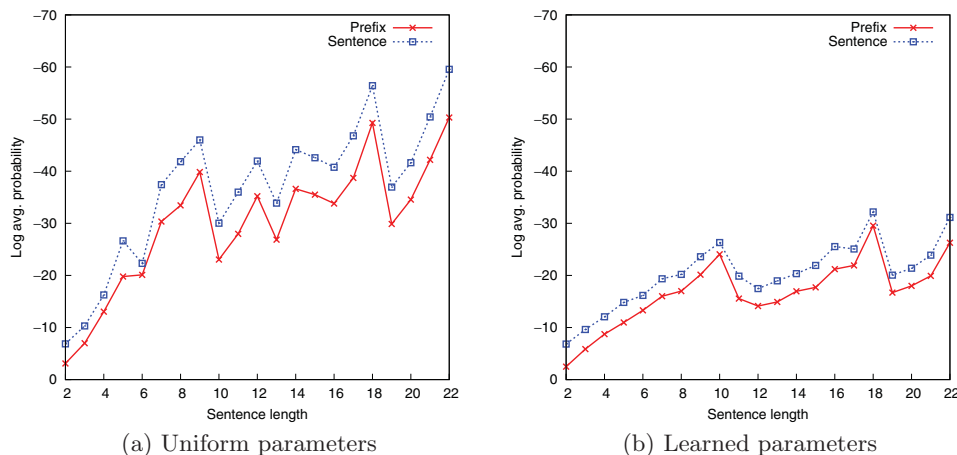 −70
−60
−50
−40
−30
−20
−10
0
Log avg. probability
Prefix
Sentence
2 4 6 8 10 12 14 16 18 20 22
Sentence length
(a) Uniform parameters
−70
−60
−50
−40
−30
−20
−10
0
Log avg. probability
Prefix
Sentence
2 4 6 8 10 12 14 16 18 20 22
Sentence length
(b) Learned parameters